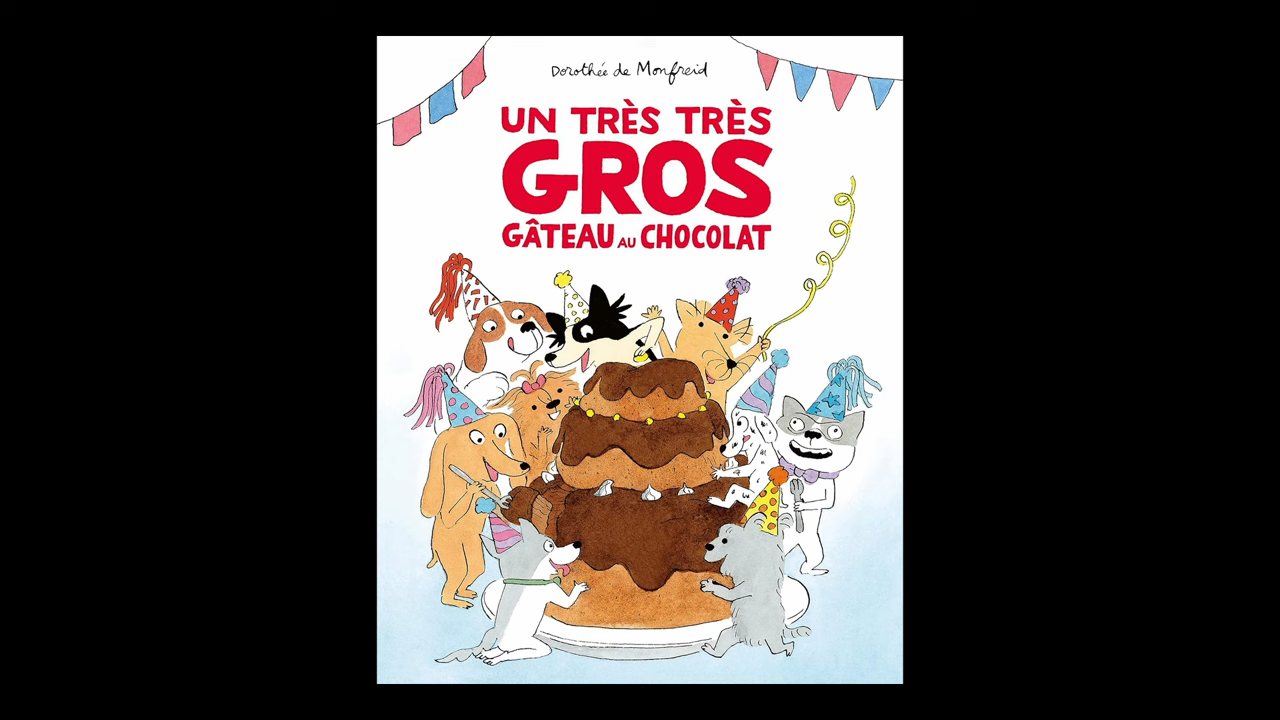 Dorothée de Monfreid
UN TRÈS TRÈS
GROS
GÂTEAU AU CHOCOLAT